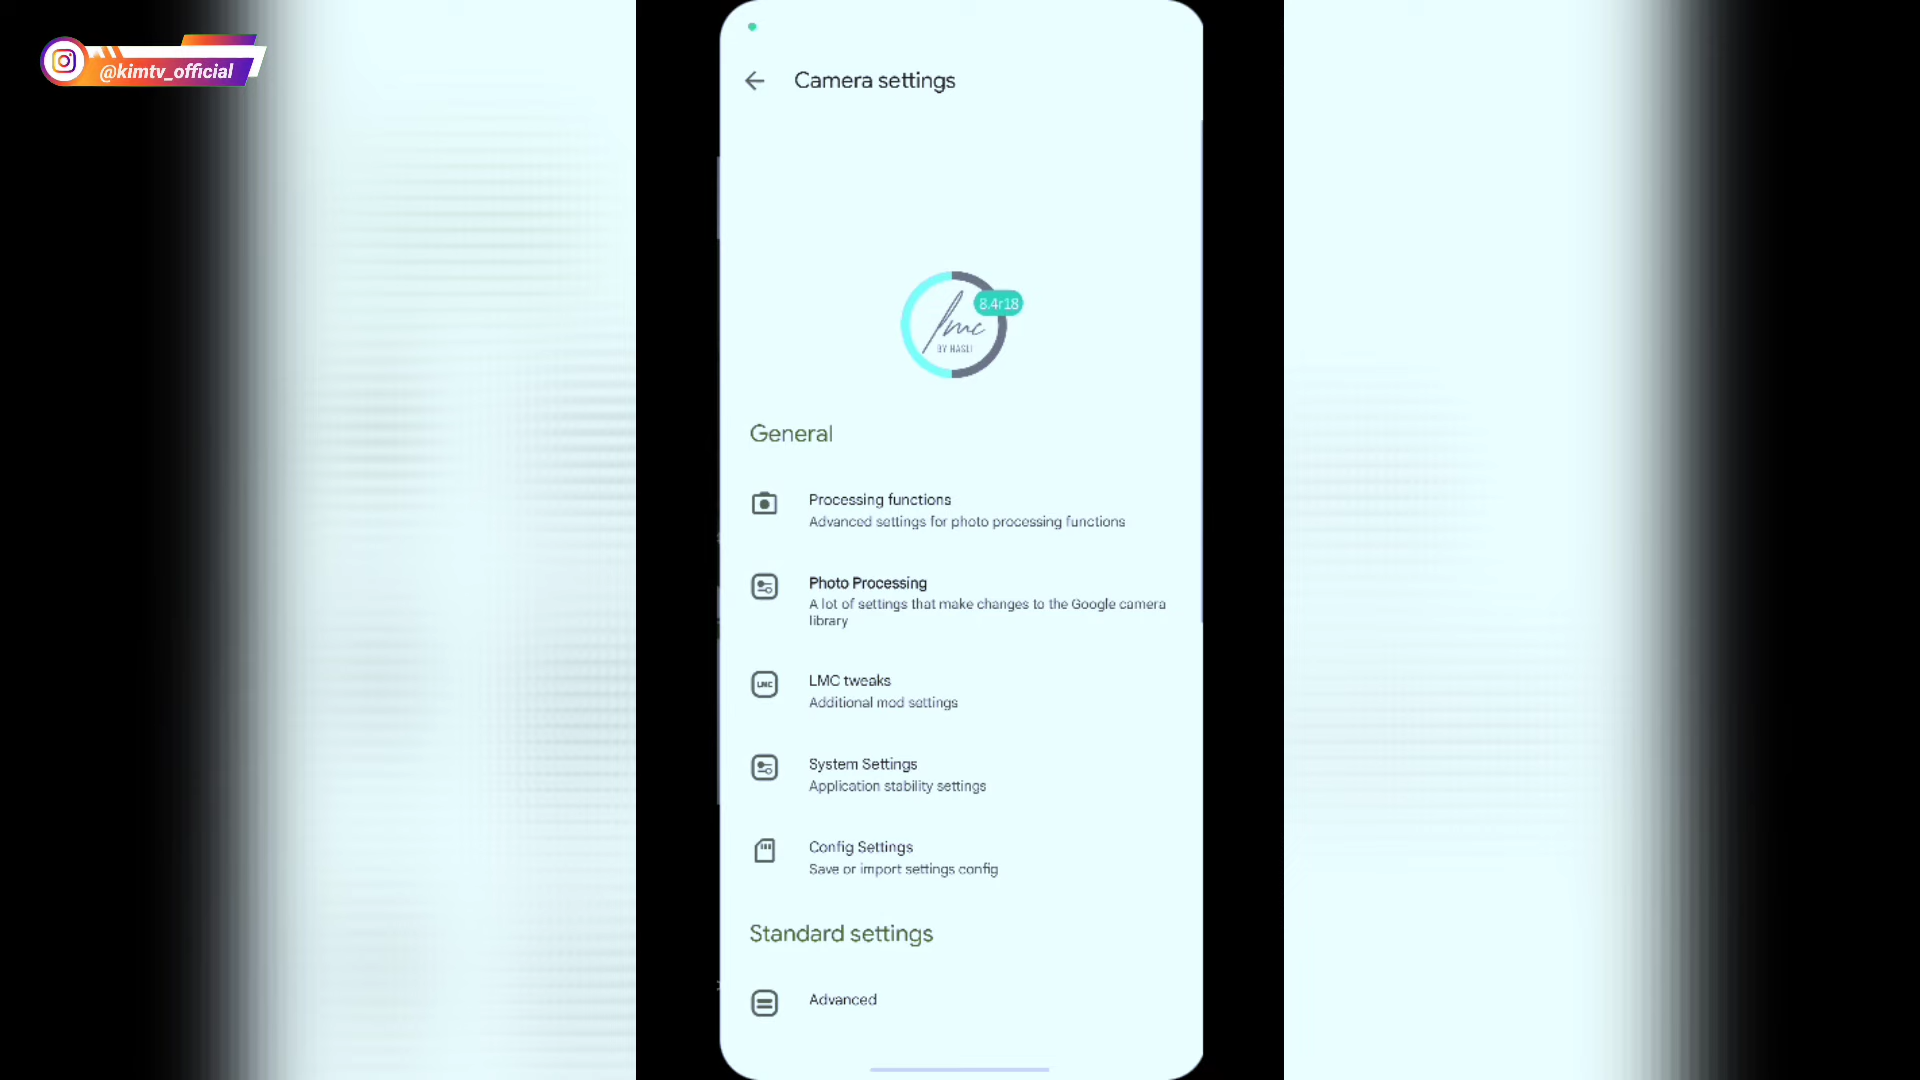 @kimtv_official
Camera settings
8.4r18
lmc
BY HASLI
General
Processing functions
Advanced settings for photo processing functions
Photo Processing
A lot of settings that make changes to the Google camera
library
LMC tweaks
LMC
Additional mod settings
System Settings
Application stability settings
Config Settings
Save or import settings config
Standard settings
Advanced